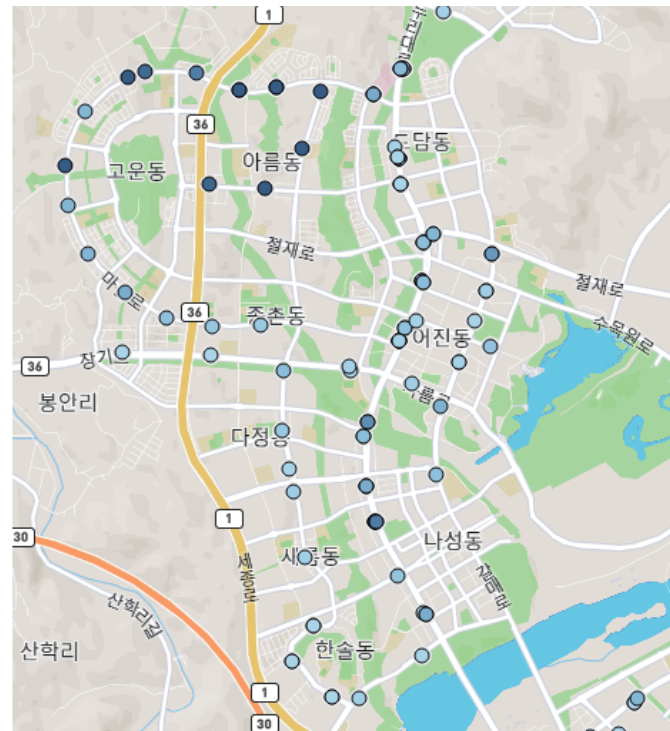 1
36
고운동
아름동
도담동
절재로
절재로
36
종촌동
어진동
수목원로
장기로
36
봉안리
다정동
1
나성동
30
새롬동
세종로
갈매로
산학리길
산학리
한솔동
1
30